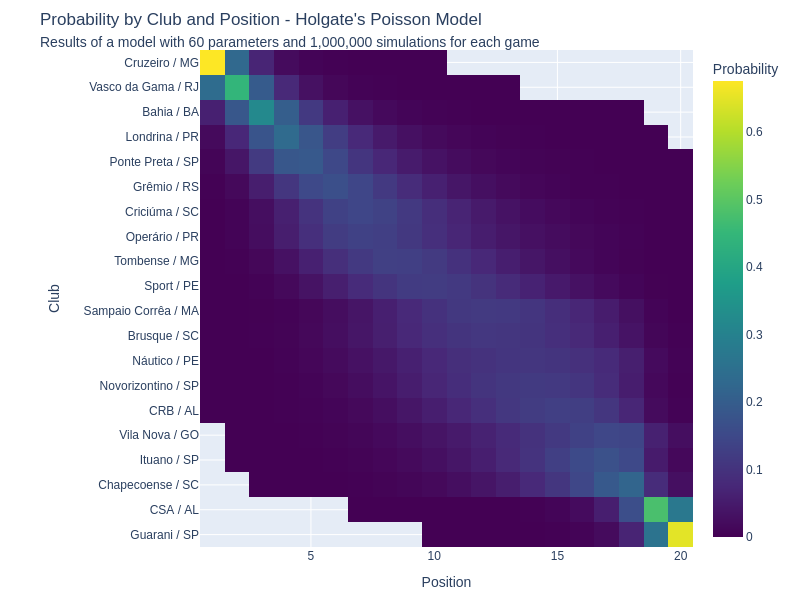 Probability by Club and Position - Holgate's Poisson Model
Results of a model with 60 parameters and 1,000,000 simulations for each game
Cruzeiro / MG
Vasco da Gama / RJ
Bahia / BA
Londrina / PR
Ponte Preta / SP
Grêmio / RS
Criciúma / SC
Operário / PR
Tombense / MG
Sport / PE
Sampaio Corrêa / MA
Brusque / SC
Náutico / PE
Novorizontino / SP
CRB / AL
Vila Nova / GO
Ituano / SP
Chapecoense / SC
CSA / AL
Guarani / SP
Club
5
10
15
20
Position
Probability
0.6
0.5
0.4
0.3
0.2
0.1
0